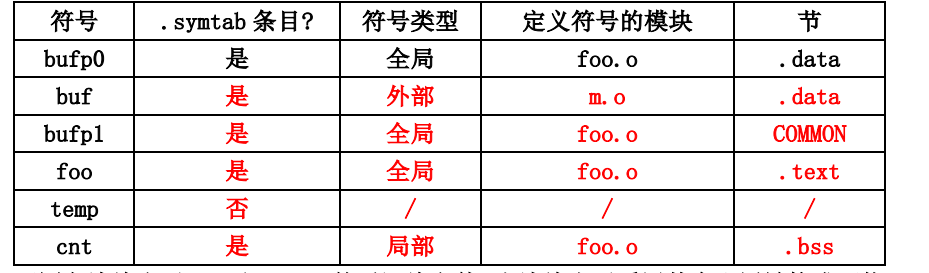 符号 .symtab 条目? 符号类型 定义符号的模块 节
bufp0 是 全局 foo.o .data
buf 是 外部 m.o .data
bufp1 是 全局 foo.o COMMON
foo 是 全局 foo.o .text
temp 否 / / /
cnt 是 局部 foo.o .bss